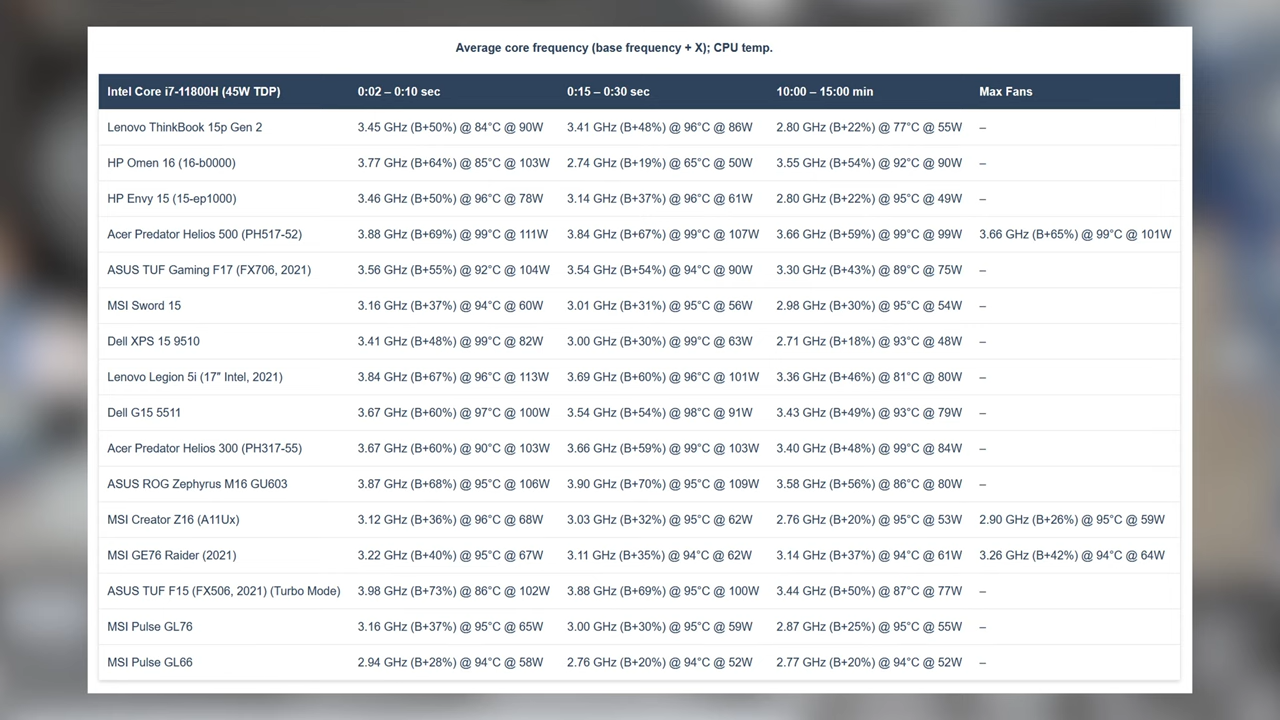 Average core frequency (base frequency + X); CPU temp.
Intel Core i7-11800H (45W TDP) 0:02 – 0:10 sec 0:15 – 0:30 sec 10:00 – 15:00 min Max Fans
Lenovo ThinkBook 15p Gen 2 3.45 GHz (B+50%) @ 84°C @ 90W 3.41 GHz (B+48%) @ 96°C @ 86W 2.80 GHz (B+22%) @ 77°C @ 55W –
HP Omen 16 (16-b0000) 3.77 GHz (B+64%) @ 85°C @ 103W 2.74 GHz (B+19%) @ 65°C @ 50W 3.55 GHz (B+54%) @ 92°C @ 90W –
HP Envy 15 (15-ep1000) 3.46 GHz (B+50%) @ 96°C @ 78W 3.14 GHz (B+37%) @ 96°C @ 61W 2.80 GHz (B+22%) @ 95°C @ 49W –
Acer Predator Helios 500 (PH517-52) 3.88 GHz (B+69%) @ 99°C @ 111W 3.84 GHz (B+67%) @ 99°C @ 107W 3.66 GHz (B+59%) @ 99°C @ 99W 3.66 GHz (B+65%) @ 99°C @ 101W
ASUS TUF Gaming F17 (FX706, 2021) 3.56 GHz (B+55%) @ 92°C @ 104W 3.54 GHz (B+54%) @ 94°C @ 90W 3.30 GHz (B+43%) @ 89°C @ 75W –
MSI Sword 15 3.16 GHz (B+37%) @ 94°C @ 60W 3.01 GHz (B+31%) @ 95°C @ 56W 2.98 GHz (B+30%) @ 95°C @ 54W –
Dell XPS 15 9510 3.41 GHz (B+48%) @ 99°C @ 82W 3.00 GHz (B+30%) @ 99°C @ 63W 2.71 GHz (B+18%) @ 93°C @ 48W –
Lenovo Legion 5i (17″ Intel, 2021) 3.84 GHz (B+67%) @ 96°C @ 113W 3.69 GHz (B+60%) @ 96°C @ 101W 3.36 GHz (B+46%) @ 81°C @ 80W –
Dell G15 5511 3.67 GHz (B+60%) @ 97°C @ 100W 3.54 GHz (B+54%) @ 98°C @ 91W 3.43 GHz (B+49%) @ 93°C @ 79W –
Acer Predator Helios 300 (PH317-55) 3.67 GHz (B+60%) @ 90°C @ 103W 3.66 GHz (B+59%) @ 99°C @ 103W 3.40 GHz (B+48%) @ 99°C @ 84W –
ASUS ROG Zephyrus M16 GU603 3.87 GHz (B+68%) @ 95°C @ 106W 3.90 GHz (B+70%) @ 95°C @ 109W 3.58 GHz (B+56%) @ 86°C @ 80W –
MSI Creator Z16 (A11Ux) 3.12 GHz (B+36%) @ 96°C @ 68W 3.03 GHz (B+32%) @ 95°C @ 62W 2.76 GHz (B+20%) @ 95°C @ 53W 2.90 GHz (B+26%) @ 95°C @ 59W
MSI GE76 Raider (2021) 3.22 GHz (B+40%) @ 95°C @ 67W 3.11 GHz (B+35%) @ 94°C @ 62W 3.14 GHz (B+37%) @ 94°C @ 61W 3.26 GHz (B+42%) @ 94°C @ 64W
ASUS TUF F15 (FX506, 2021) (Turbo Mode) 3.98 GHz (B+73%) @ 86°C @ 102W 3.88 GHz (B+69%) @ 95°C @ 100W 3.44 GHz (B+50%) @ 87°C @ 77W –
MSI Pulse GL76 3.16 GHz (B+37%) @ 95°C @ 65W 3.00 GHz (B+30%) @ 95°C @ 59W 2.87 GHz (B+25%) @ 95°C @ 55W –
MSI Pulse GL66 2.94 GHz (B+28%) @ 94°C @ 58W 2.76 GHz (B+20%) @ 94°C @ 52W 2.77 GHz (B+20%) @ 94°C @ 52W –